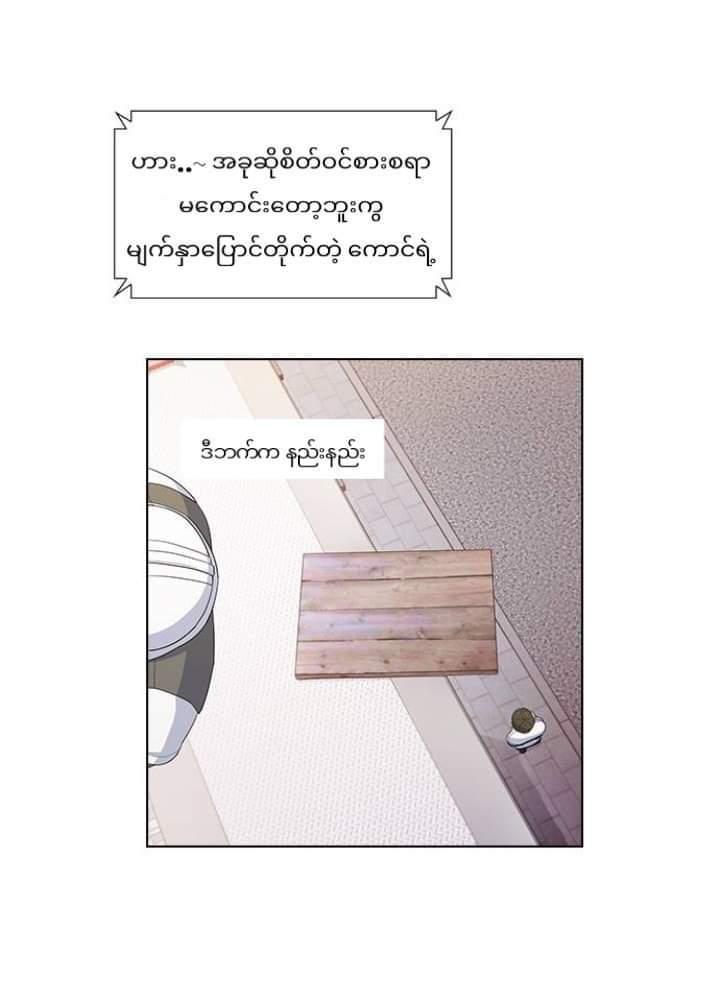 ဟား..~ အခုဆိုစိတ်ဝင်စားစရာ
မကောင်းတော့ဘူးကွ
မျက်နှာပြောင်တိုက်တဲ့ ကောင်ရဲ့
ဒီဘက်က နည်းနည်း